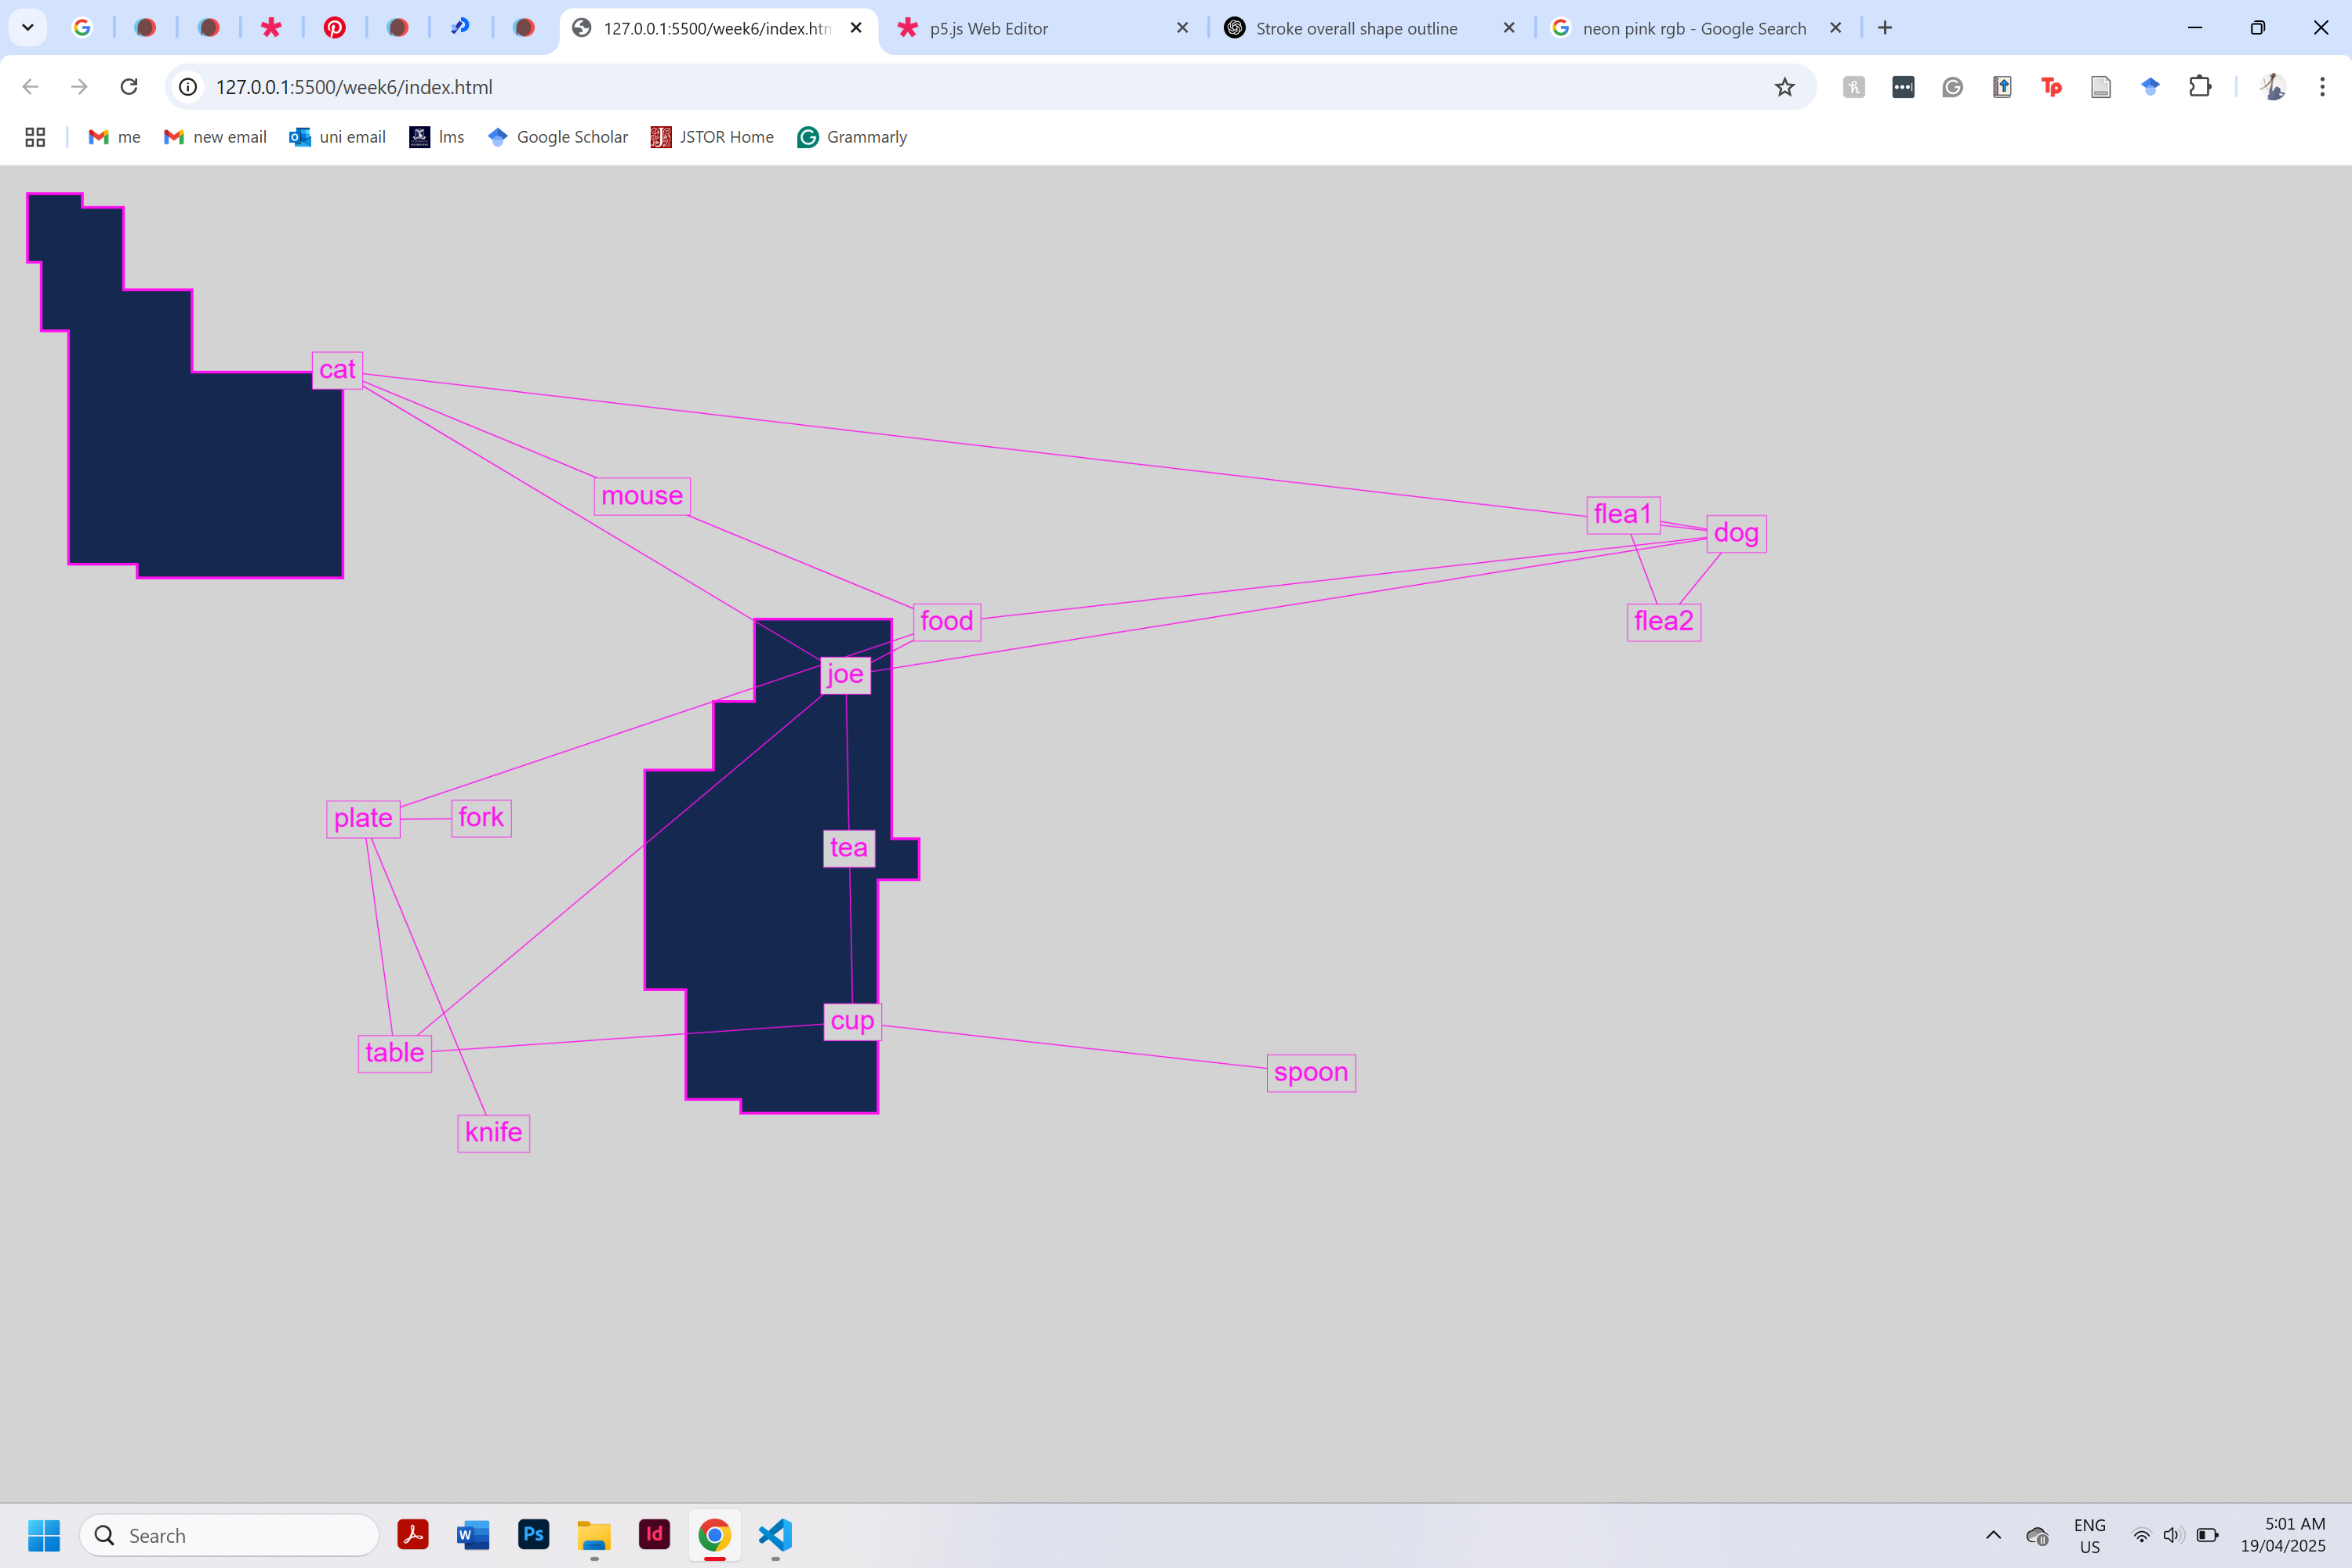 127.0.0.1:5500/week6/index.htm
p5.js Web Editor
Stroke overall shape outline
neon pink rgb - Google Search
127.0.0.1:5500/week6/index.html
me
new email
uni email
lms
Google Scholar
JSTOR Home
Grammarly
cat
mouse
flea1
dog
food
flea2
joe
plate
fork
tea
cup
table
spoon
knife
Search
Ps
Id
ENG
US
5:01 AM
19/04/2025